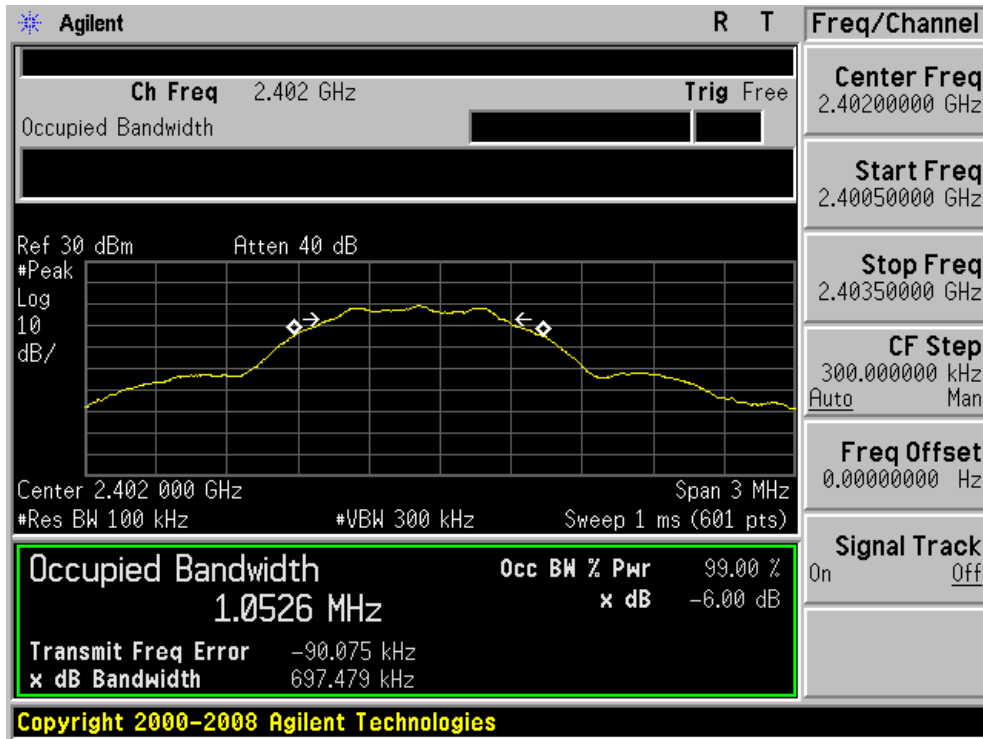 Agilent R T
Ch Freq 2.402 GHz Trig Free
Occupied Bandwidth
Ref 30 dBm Atten 40 dB
#Peak
Log
10
dB/
Center 2.402 000 GHz Span 3 MHz
#Res BW 100 kHz #VBW 300 kHz Sweep 1 ms (601 pts)
Occupied Bandwidth
1.0526 MHz
Occ BW % Pwr 99.00 %
x dB -6.00 dB
Transmit Freq Error -90.075 kHz
x dB Bandwidth 697.479 kHz
Copyright 2000-2008 Agilent Technologies
Freq/Channel
Center Freq
2.40200000 GHz
Start Freq
2.40050000 GHz
Stop Freq
2.40350000 GHz
CF Step
300.000000 kHz
Auto Man
Freq Offset
0.00000000 Hz
Signal Track
On Off